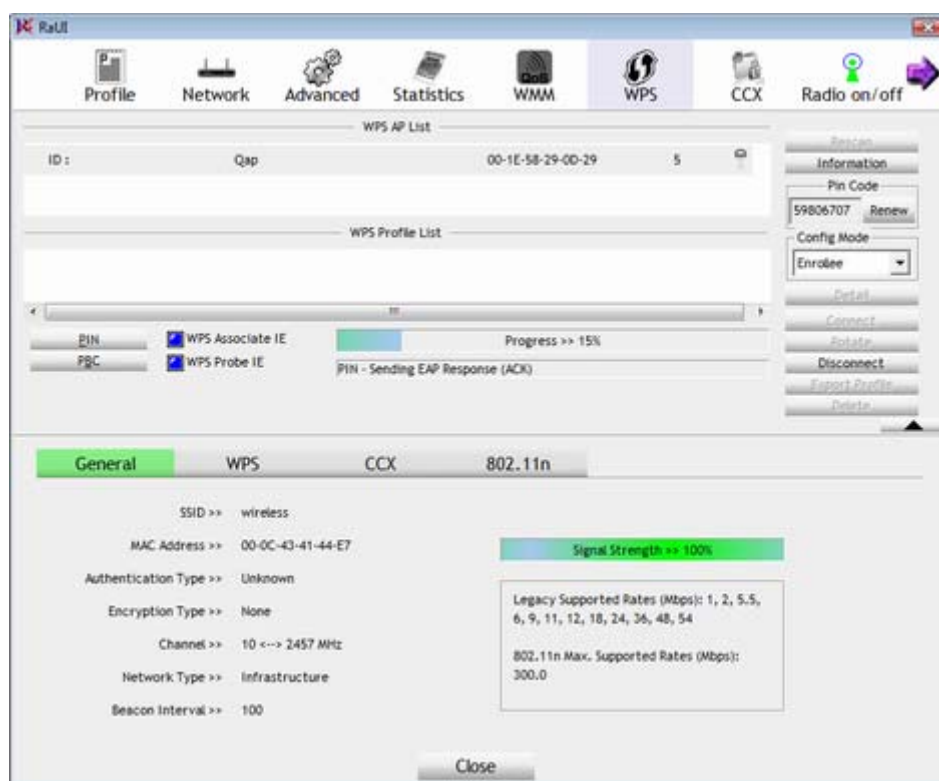 RaUI
Profile Network Advanced Statistics QoS WMM WPS CCX Radio on/off
WPS AP List
ID : Qap 00-1E-58-29-0D-29 5
Rescan
Information
Pin Code
59806707 Renew
WPS Profile List
Config Mode
Enrollee
Detail
Connect
PIN WPS Associate IE Progress >> 15%
Rotate
PBC WPS Probe IE PIN - Sending EAP Response (ACK)
Disconnect
Export Profile
Delete
General WPS CCX 802.11n
SSID >> wireless
MAC Address >> 00-0C-43-41-44-E7
Signal Strength >> 100%
Authentication Type >> Unknown
Encryption Type >> None
Legacy Supported Rates (Mbps): 1, 2, 5.5,
6, 9, 11, 12, 18, 24, 36, 48, 54
Channel >> 10 <--> 2457 MHz
802.11n Max. Supported Rates (Mbps):
300.0
Network Type >> Infrastructure
Beacon Interval >> 100
Close